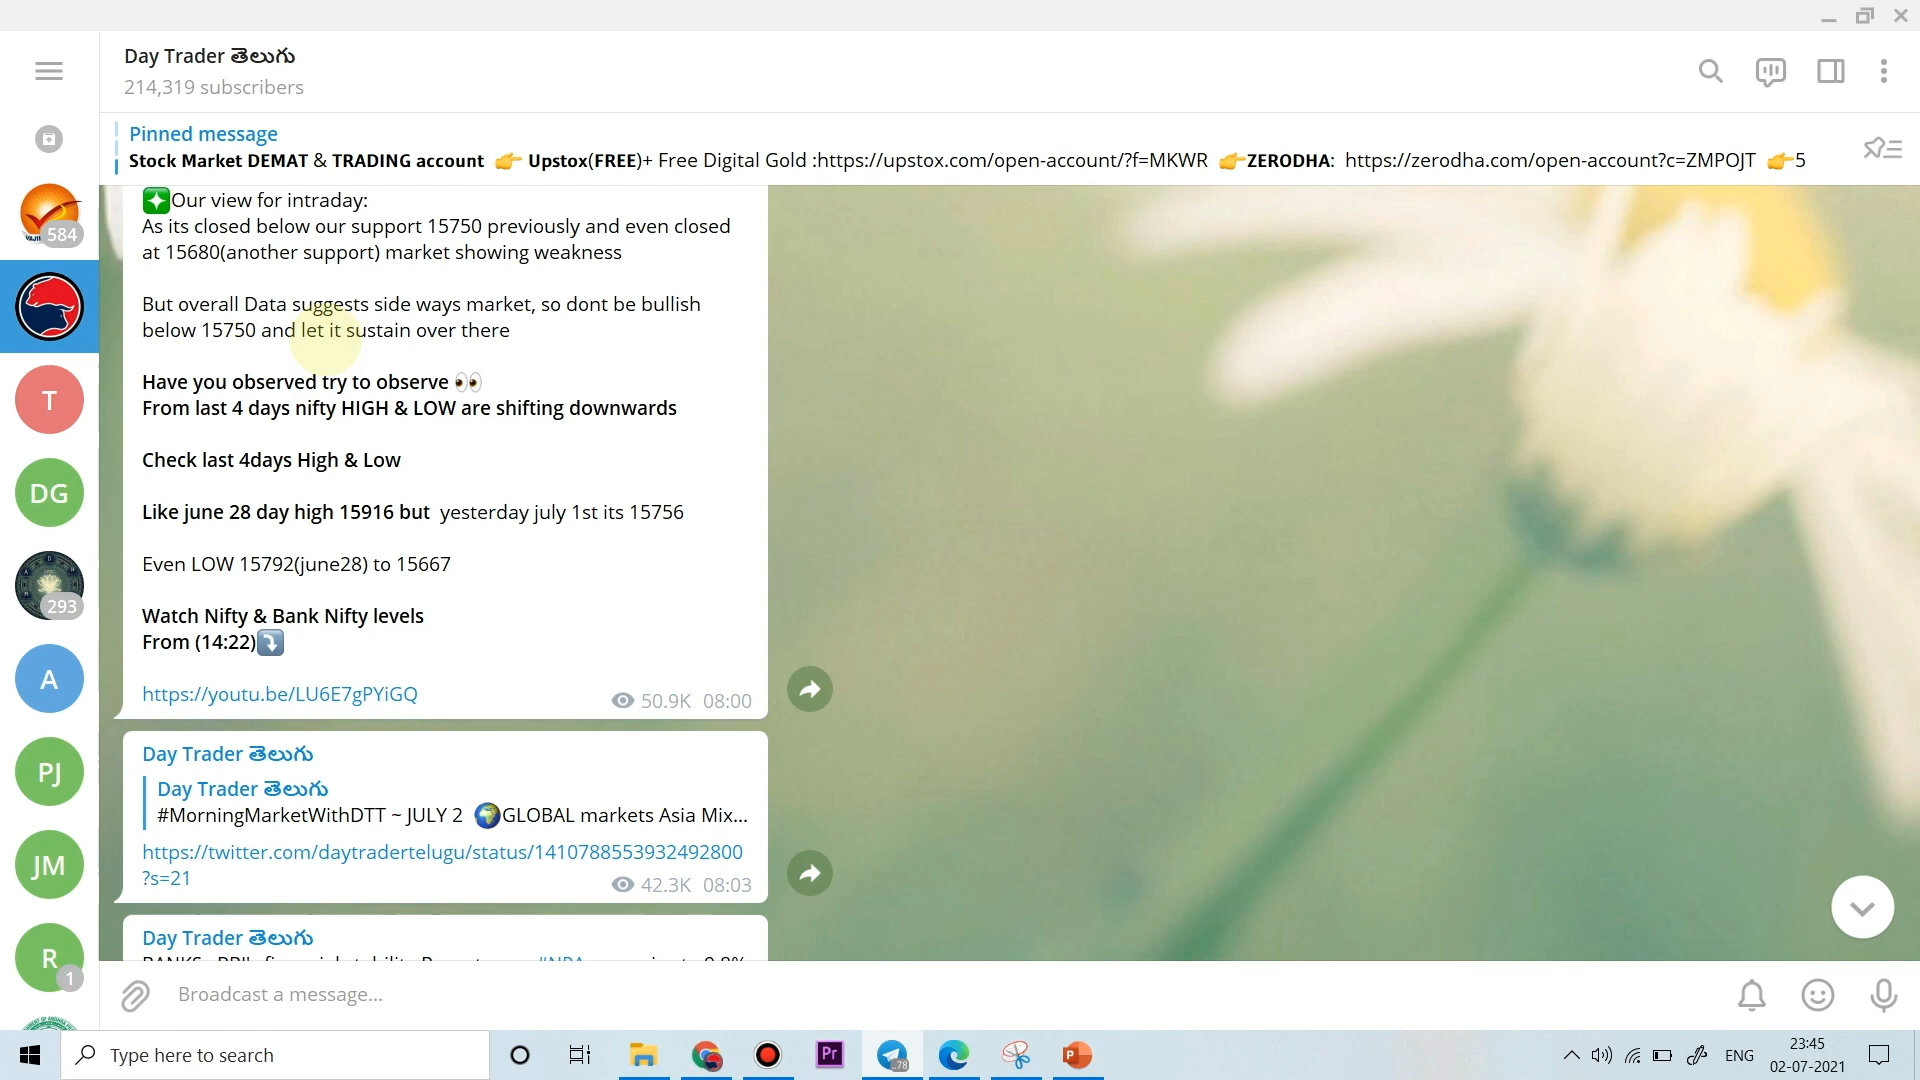 Day Trader తెలుగు
214,319 subscribers
Pinned message
Stock Market DEMAT & TRADING account 👉 Upstox(FREE)+ Free Digital Gold :https://upstox.com/open-account/?f=MKWR 👉ZERODHA: https://zerodha.com/open-account?c=ZMPOJT 👉5
584
Our view for intraday:
As its closed below our support 15750 previously and even closed
at 15680(another support) market showing weakness
But overall Data suggests side ways market, so dont be bullish
below 15750 and let it sustain over there
T
Have you observed try to observe 👀
From last 4 days nifty HIGH & LOW are shifting downwards
Check last 4days High & Low
DG
Like june 28 day high 15916 but yesterday july 1st its 15756
Even LOW 15792(june28) to 15667
293
Watch Nifty & Bank Nifty levels
From (14:22)⤵️
A
https://youtu.be/LU6E7gPYiGQ
50.9K 08:00
Day Trader తెలుగు
PJ
Day Trader తెలుగు
#MorningMarketWithDTT ~ JULY 2 🌍GLOBAL markets Asia Mix...
JM
https://twitter.com/daytradertelugu/status/1410788553932492800
?s=21
42.3K 08:03
Day Trader తెలుగు
R
1
Broadcast a message...
Type here to search
Pr
..78
P
ENG
23:45
02-07-2021